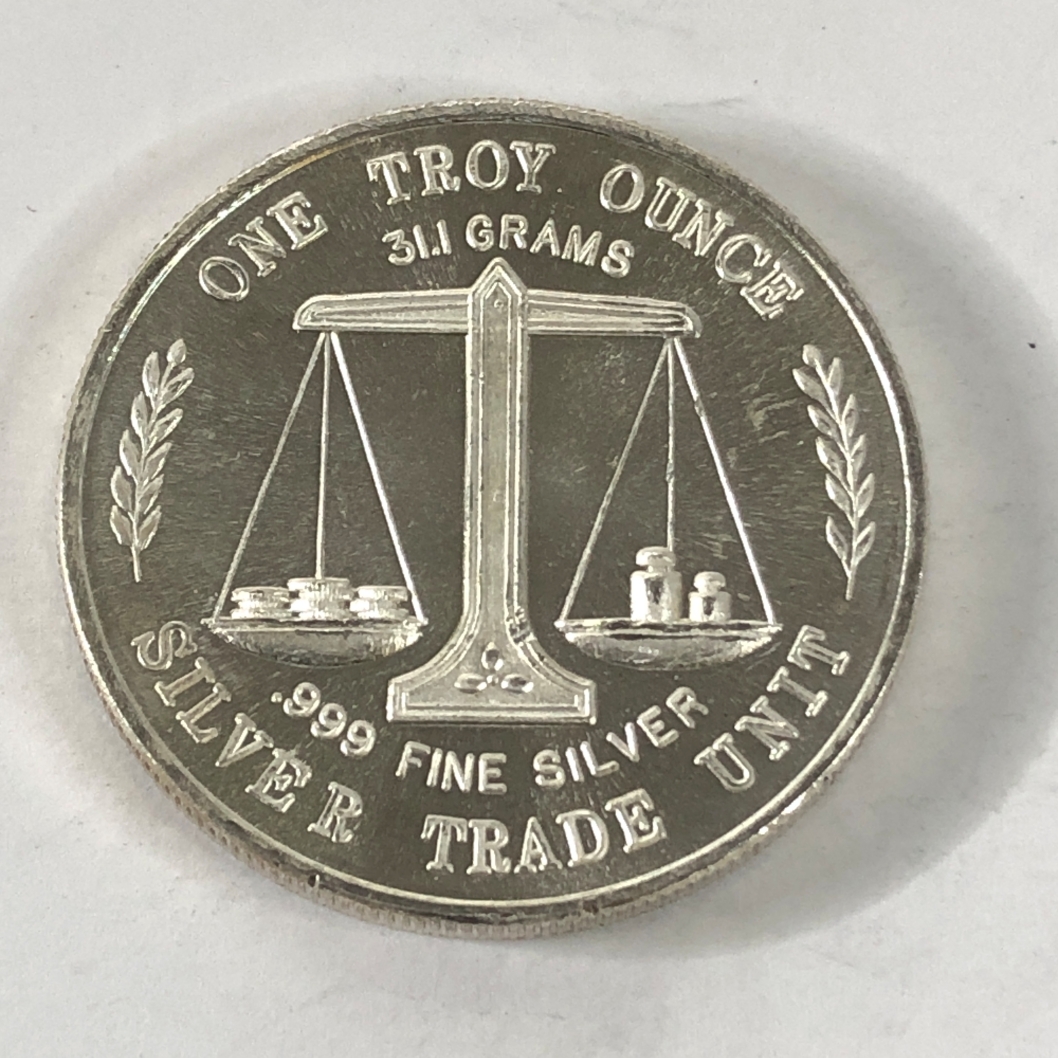 ONE TROY OUNCE
31.1 GRAMS
.999 FINE SILVER
SILVER TRADE UNIT